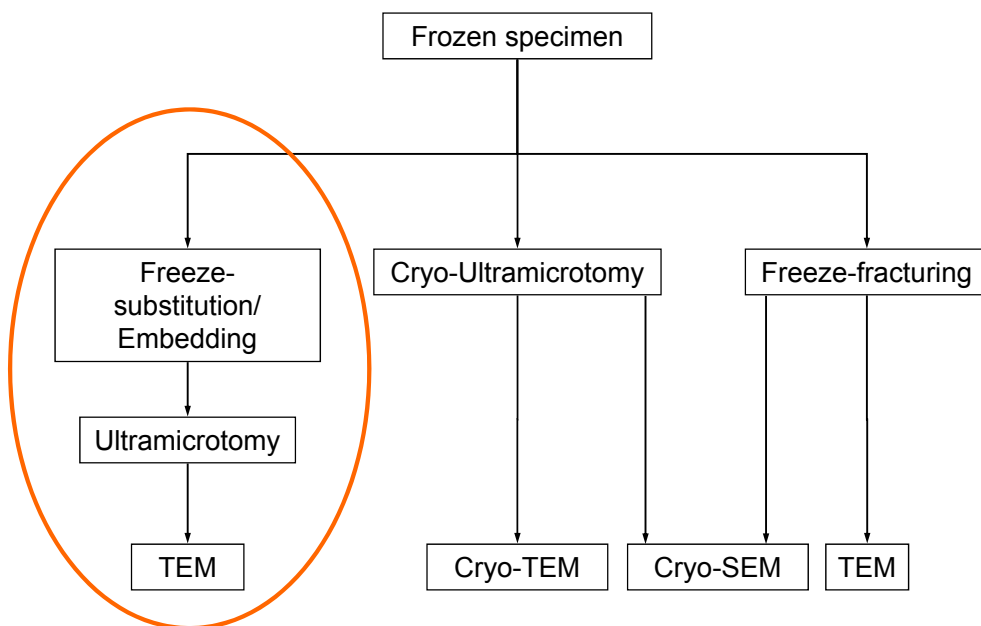 Frozen specimen
Freeze-
substitution/
Embedding
Cryo-Ultramicrotomy
Freeze-fracturing
Ultramicrotomy
TEM
Cryo-TEM
Cryo-SEM
TEM